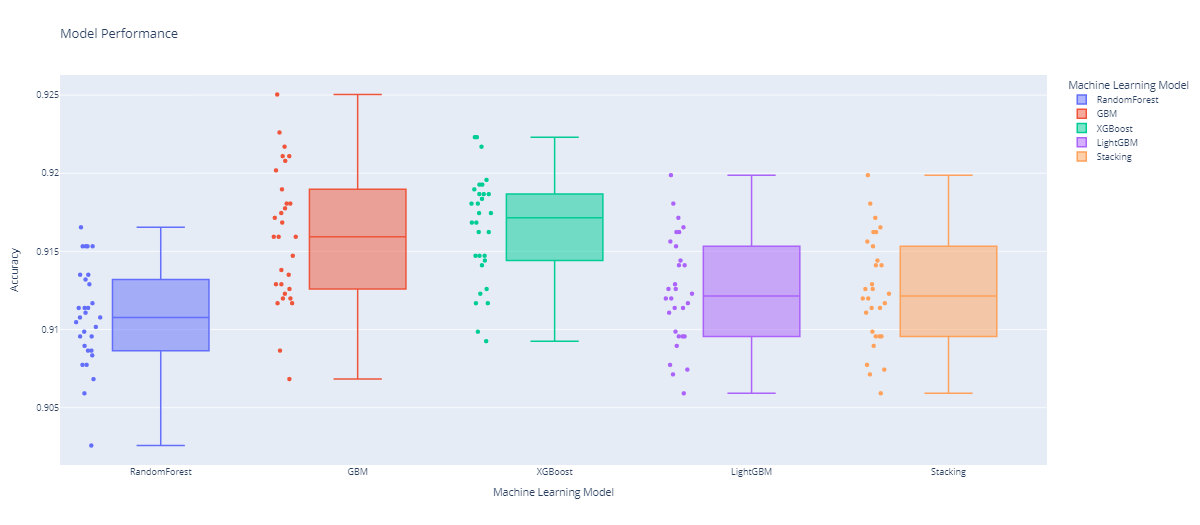 Model Performance
Machine Learning Model
RandomForest
GBM
XGBoost
LightGBM
Stacking
0.925
0.92
0.915
0.91
0.905
Accuracy
RandomForest
GBM
XGBoost
LightGBM
Stacking
Machine Learning Model